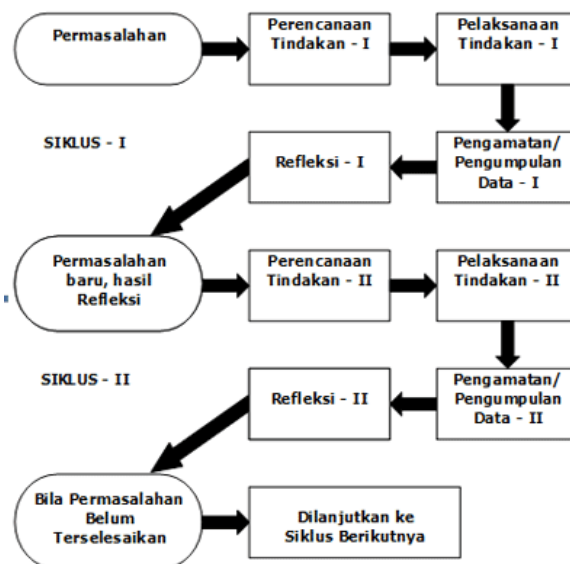 Permasalahan
Perencanaan
Tindakan - I
Pelaksanaan
Tindakan - I
SIKLUS - I
Refleksi - I
Pengamatan/
Pengumpulan
Data - I
Permasalahan
baru, hasil
Refleksi
Perencanaan
Tindakan - II
Pelaksanaan
Tindakan - II
SIKLUS - II
Refleksi - II
Pengamatan/
Pengumpulan
Data - II
Bila Permasalahan
Belum
Terselesaikan
Dilanjutkan ke
Siklus Berikutnya